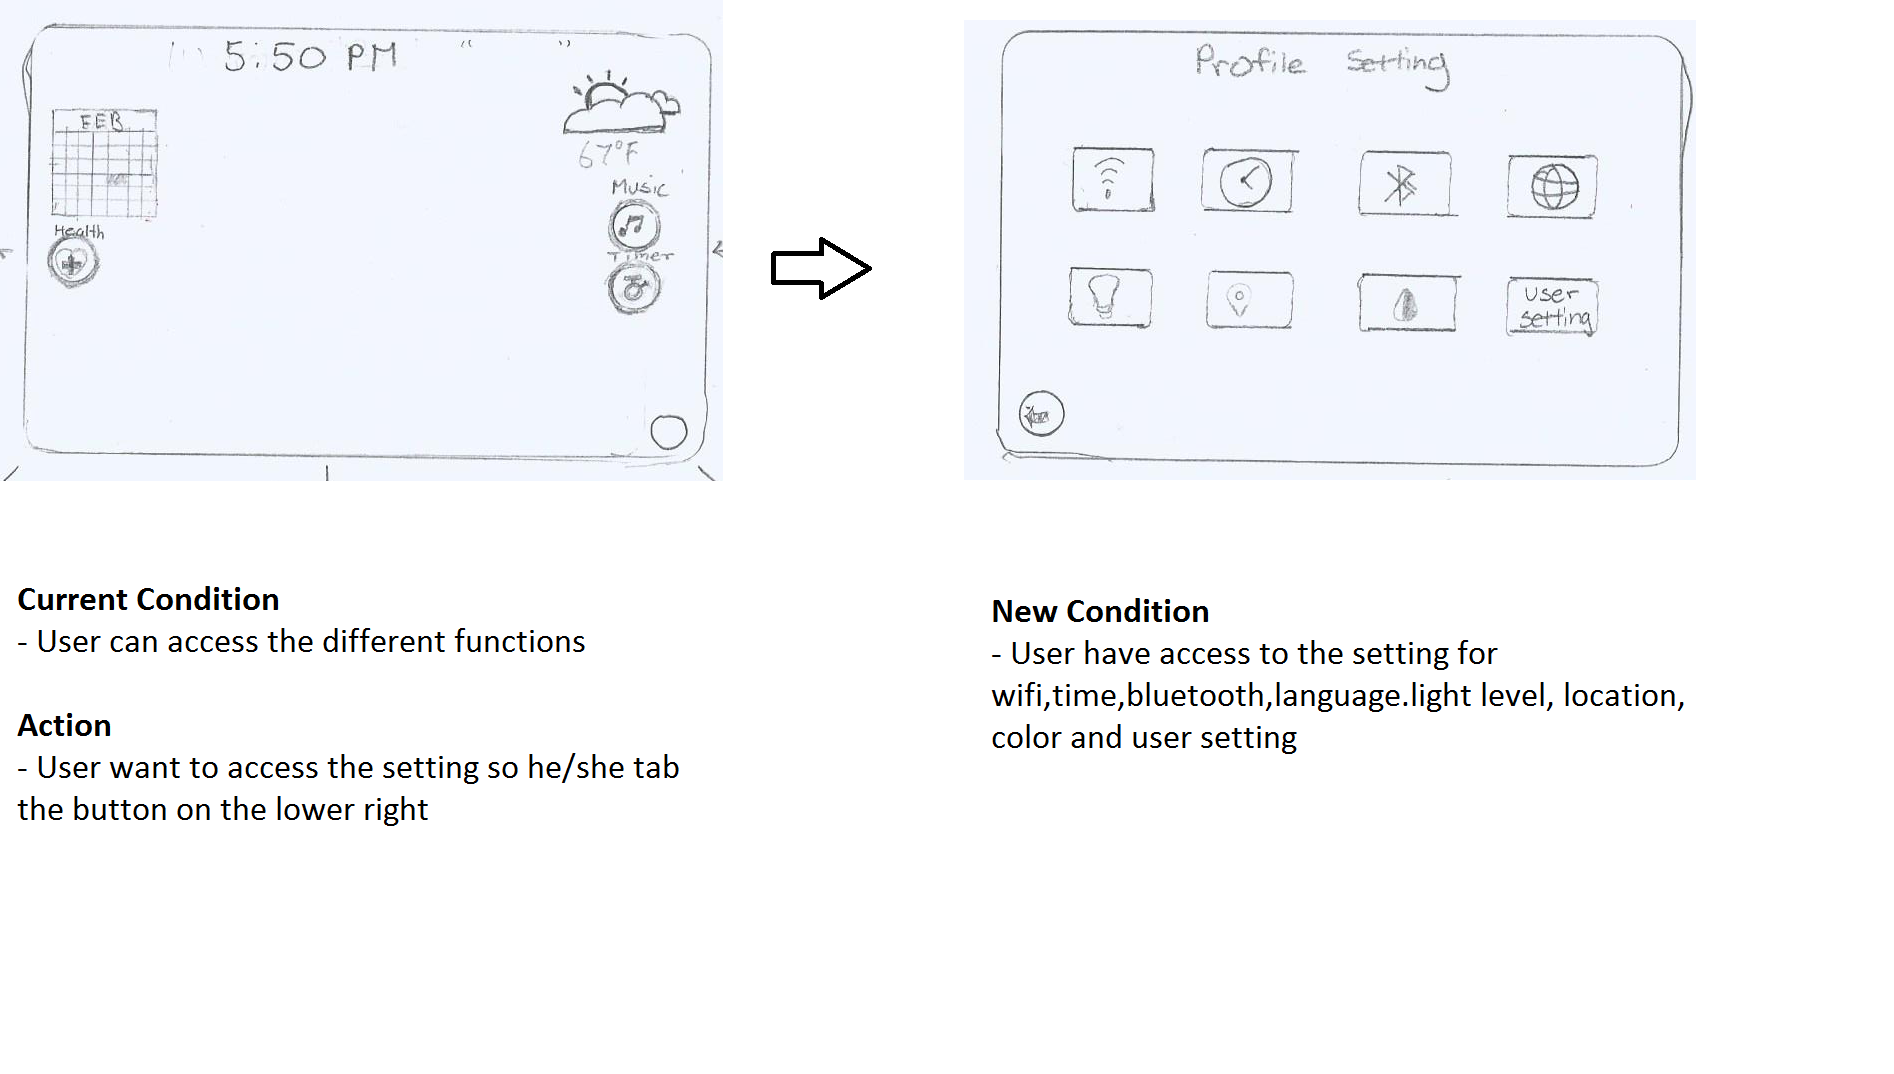 5:50 PM
FEB
67°F
Music
Health
Timer
Profile Setting
User
setting
Current Condition
- User can access the different functions
Action
- User want to access the setting so he/she tab
the button on the lower right
New Condition
- User have access to the setting for
wifi,time,bluetooth,language.light level, location,
color and user setting